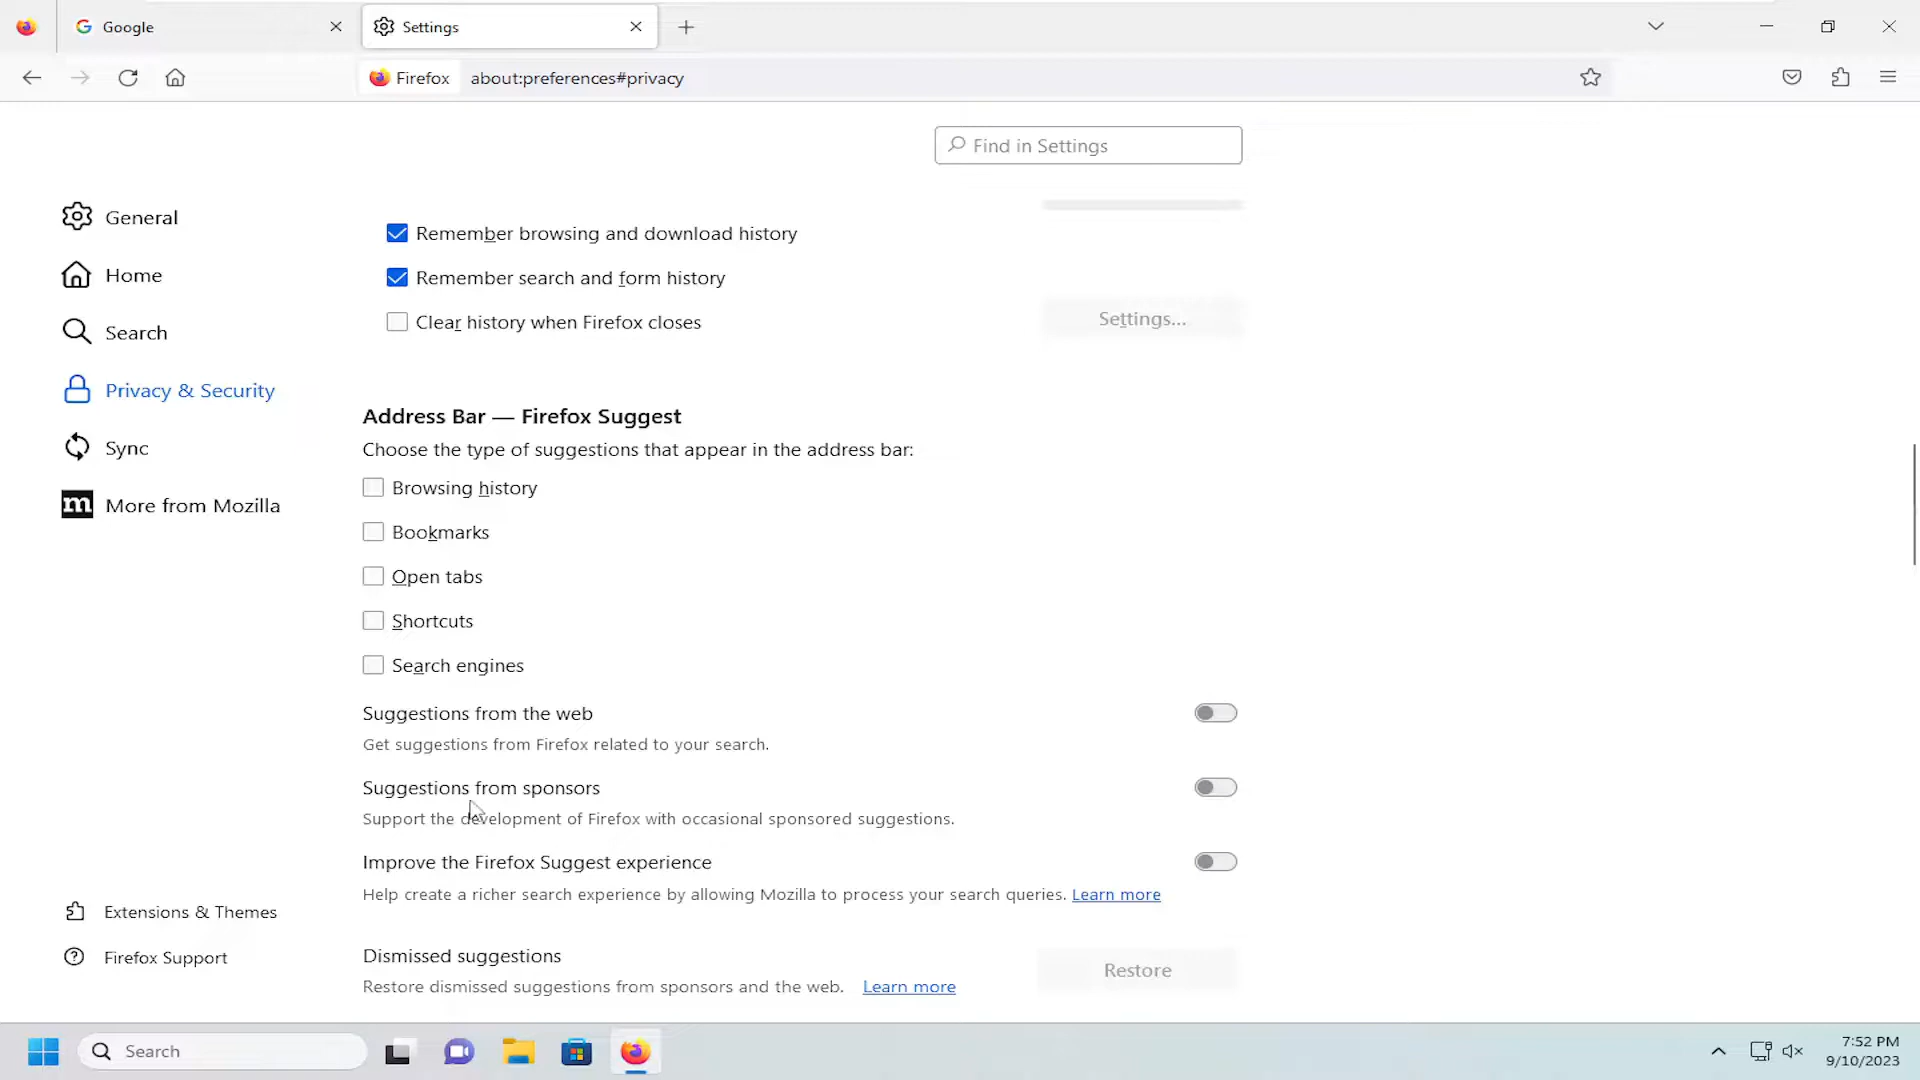 Google
Settings
Firefox
about:preferences#privacy
Find in Settings
General
Home
Search
Privacy & Security
Sync
m More from Mozilla
Extensions & Themes
Firefox Support
Remember browsing and download history
Remember search and form history
Clear history when Firefox closes
Settings...
Address Bar — Firefox Suggest
Choose the type of suggestions that appear in the address bar:
Browsing history
Bookmarks
Open tabs
Shortcuts
Search engines
Suggestions from the web
Get suggestions from Firefox related to your search.
Suggestions from sponsors
Support the development of Firefox with occasional sponsored suggestions.
Improve the Firefox Suggest experience
Help create a richer search experience by allowing Mozilla to process your search queries. Learn more
Dismissed suggestions
Restore dismissed suggestions from sponsors and the web. Learn more
Restore
Search
7:52 PM
9/10/2023